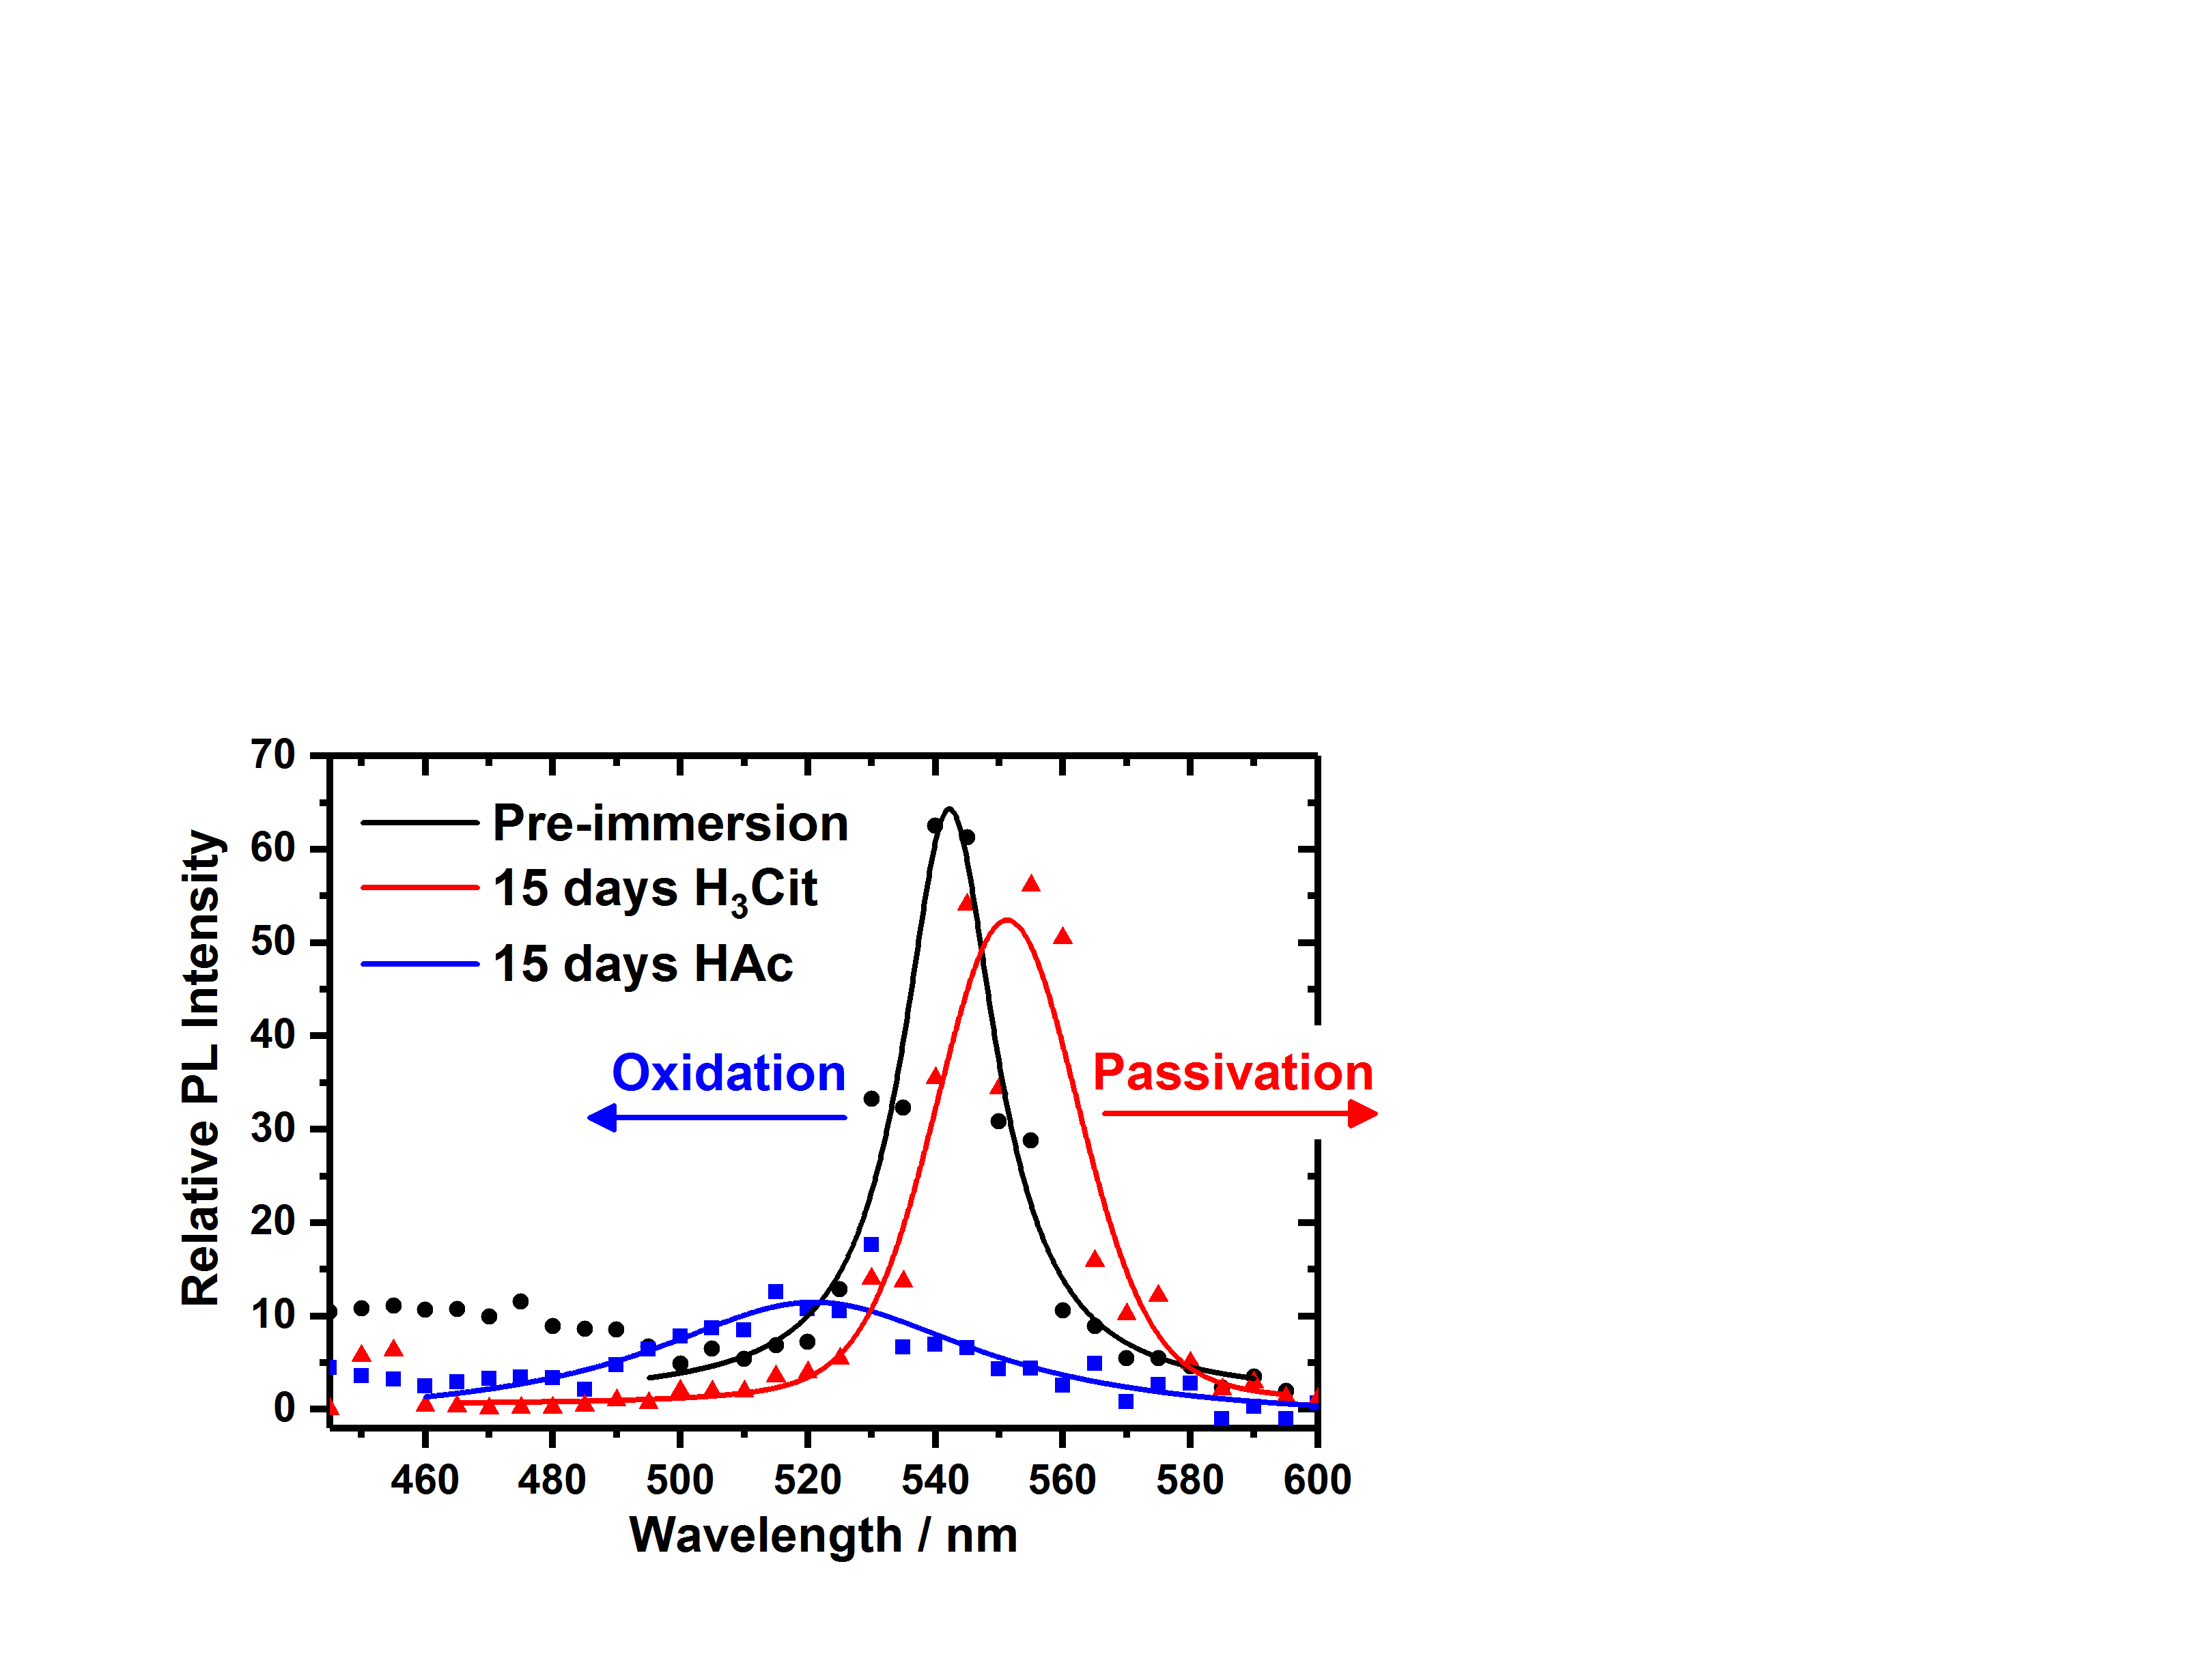 70
60
50
40
30
20
10
0
Relative PL Intensity
Pre-immersion
15 days H₃Cit
15 days HAc
Oxidation
Passivation
460 480 500 520 540 560 580 600
Wavelength / nm